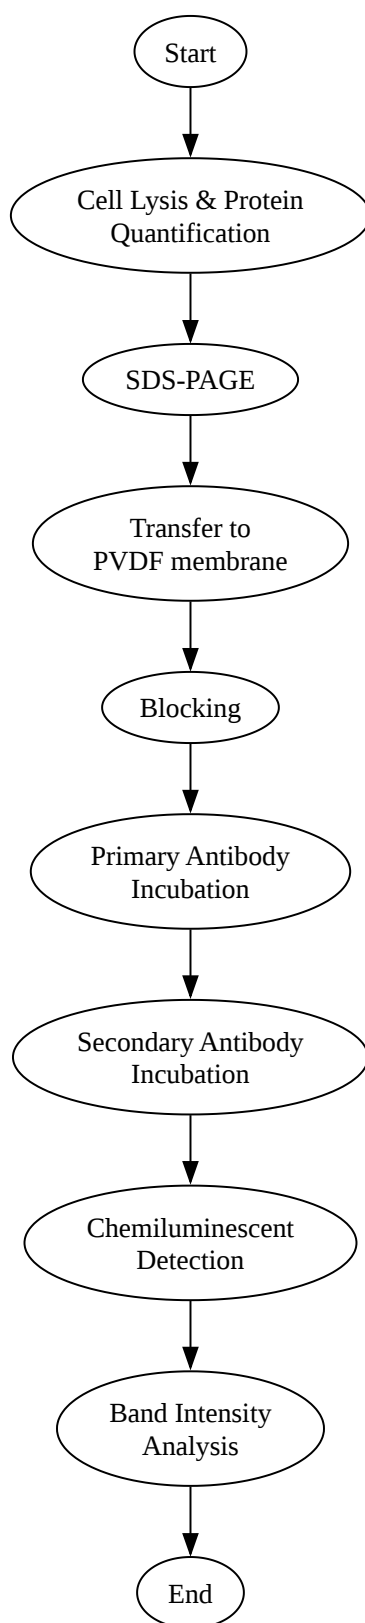 Start
Cell Lysis & Protein
Quantification
SDS-PAGE
Transfer to
PVDF membrane
Blocking
Primary Antibody
Incubation
Secondary Antibody
Incubation
Chemiluminescent
Detection
Band Intensity
Analysis
End